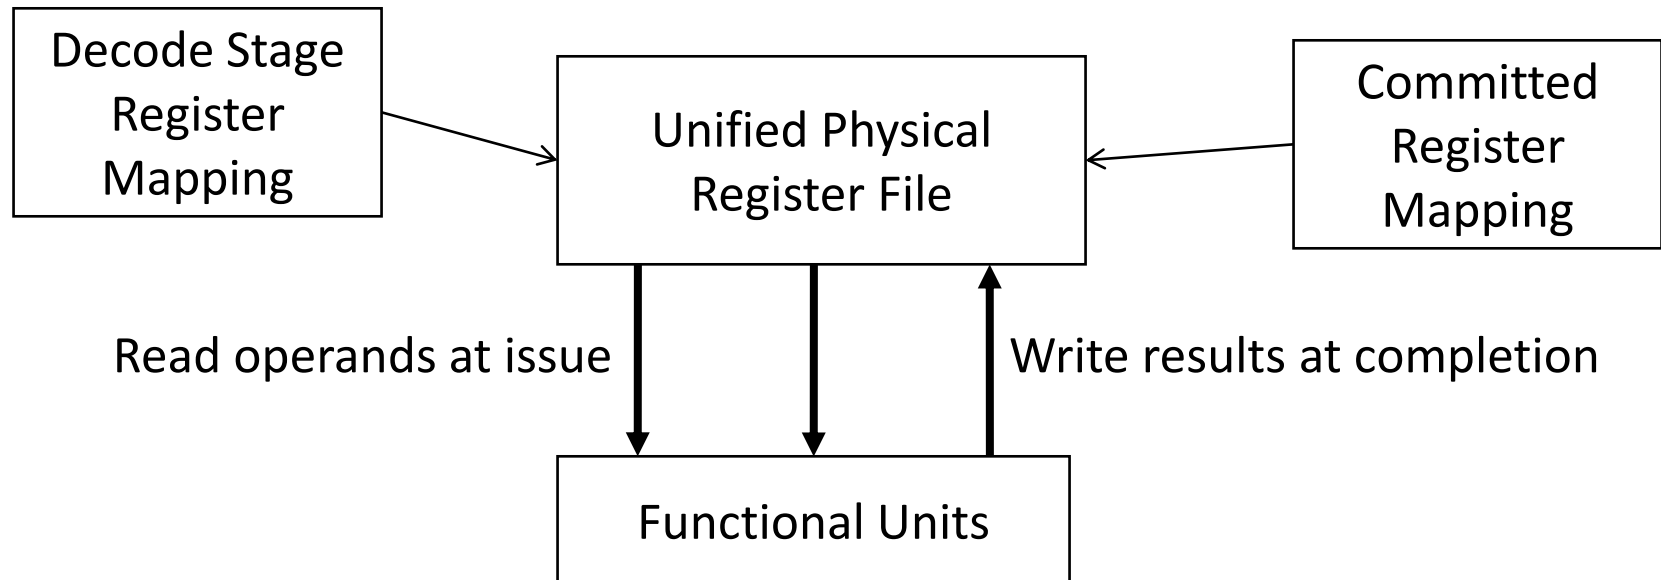 Decode Stage
Register
Mapping
Unified Physical
Register File
Committed
Register
Mapping
Read operands at issue
Write results at completion
Functional Units